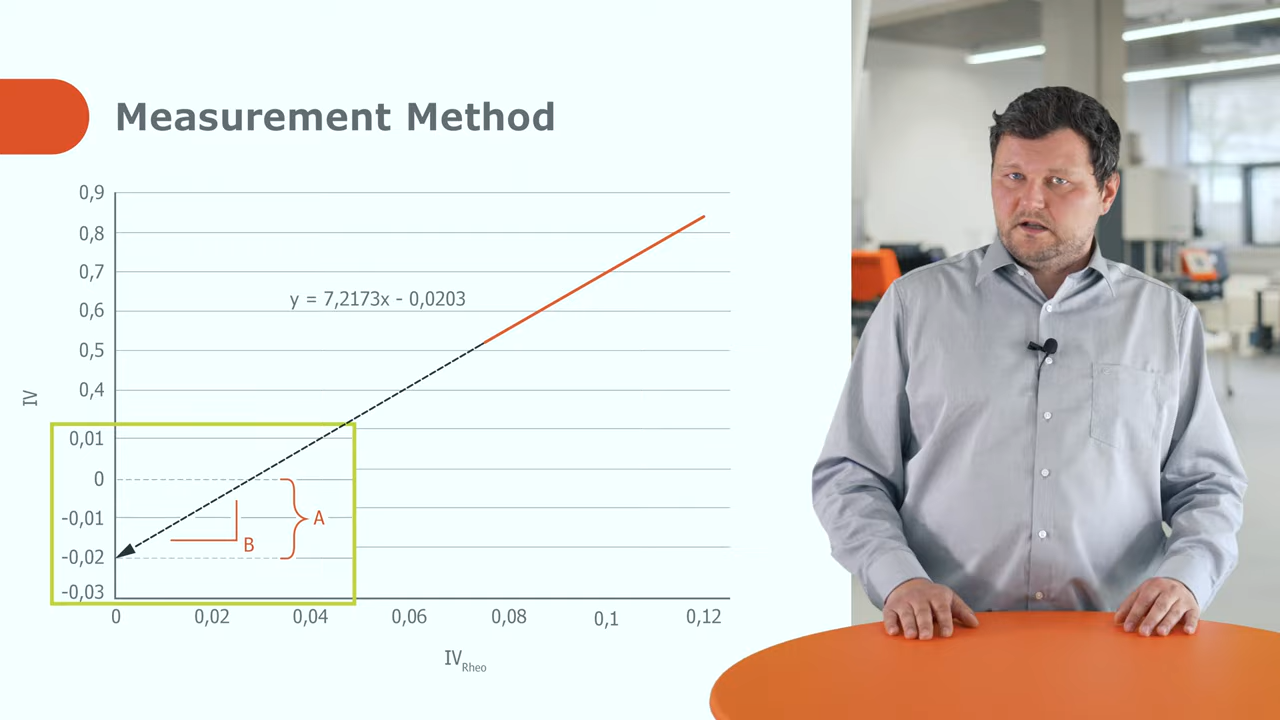 Measurement Method
0,9
0,8
0,7
0,6
0,5
0,4
0,01
0
-0,01
-0,02
-0,03
IV
y = 7,2173x - 0,0203
A
B
0 0,02 0,04 0,06 0,08 0,1 0,12
IV Rheo